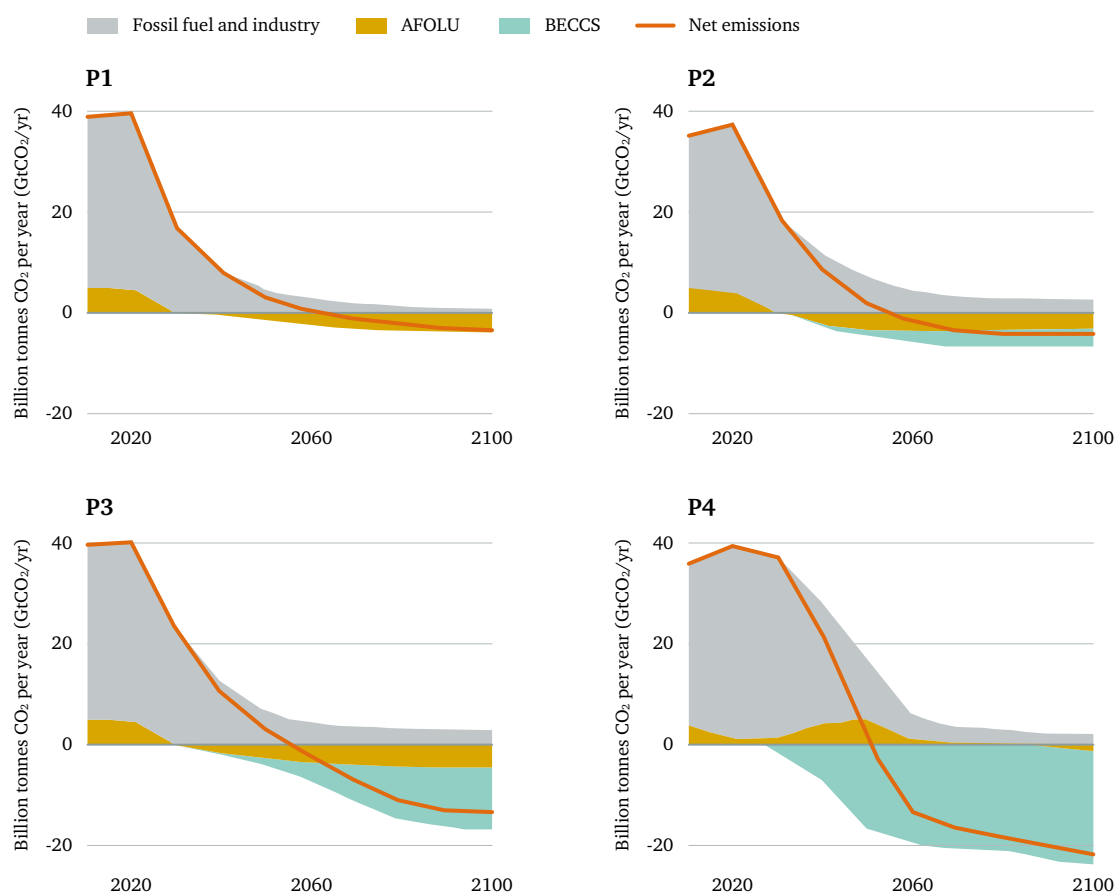 Fossil fuel and industry AFOLU BECCS Net emissions
P1
Billion tonnes CO₂ per year (GtCO₂/yr)
40
20
0
-20
2020 2060 2100
P2
Billion tonnes CO₂ per year (GtCO₂/yr)
40
20
0
-20
2020 2060 2100
P3
Billion tonnes CO₂ per year (GtCO₂/yr)
40
20
0
-20
2020 2060 2100
P4
Billion tonnes CO₂ per year (GtCO₂/yr)
40
20
0
-20
2020 2060 2100